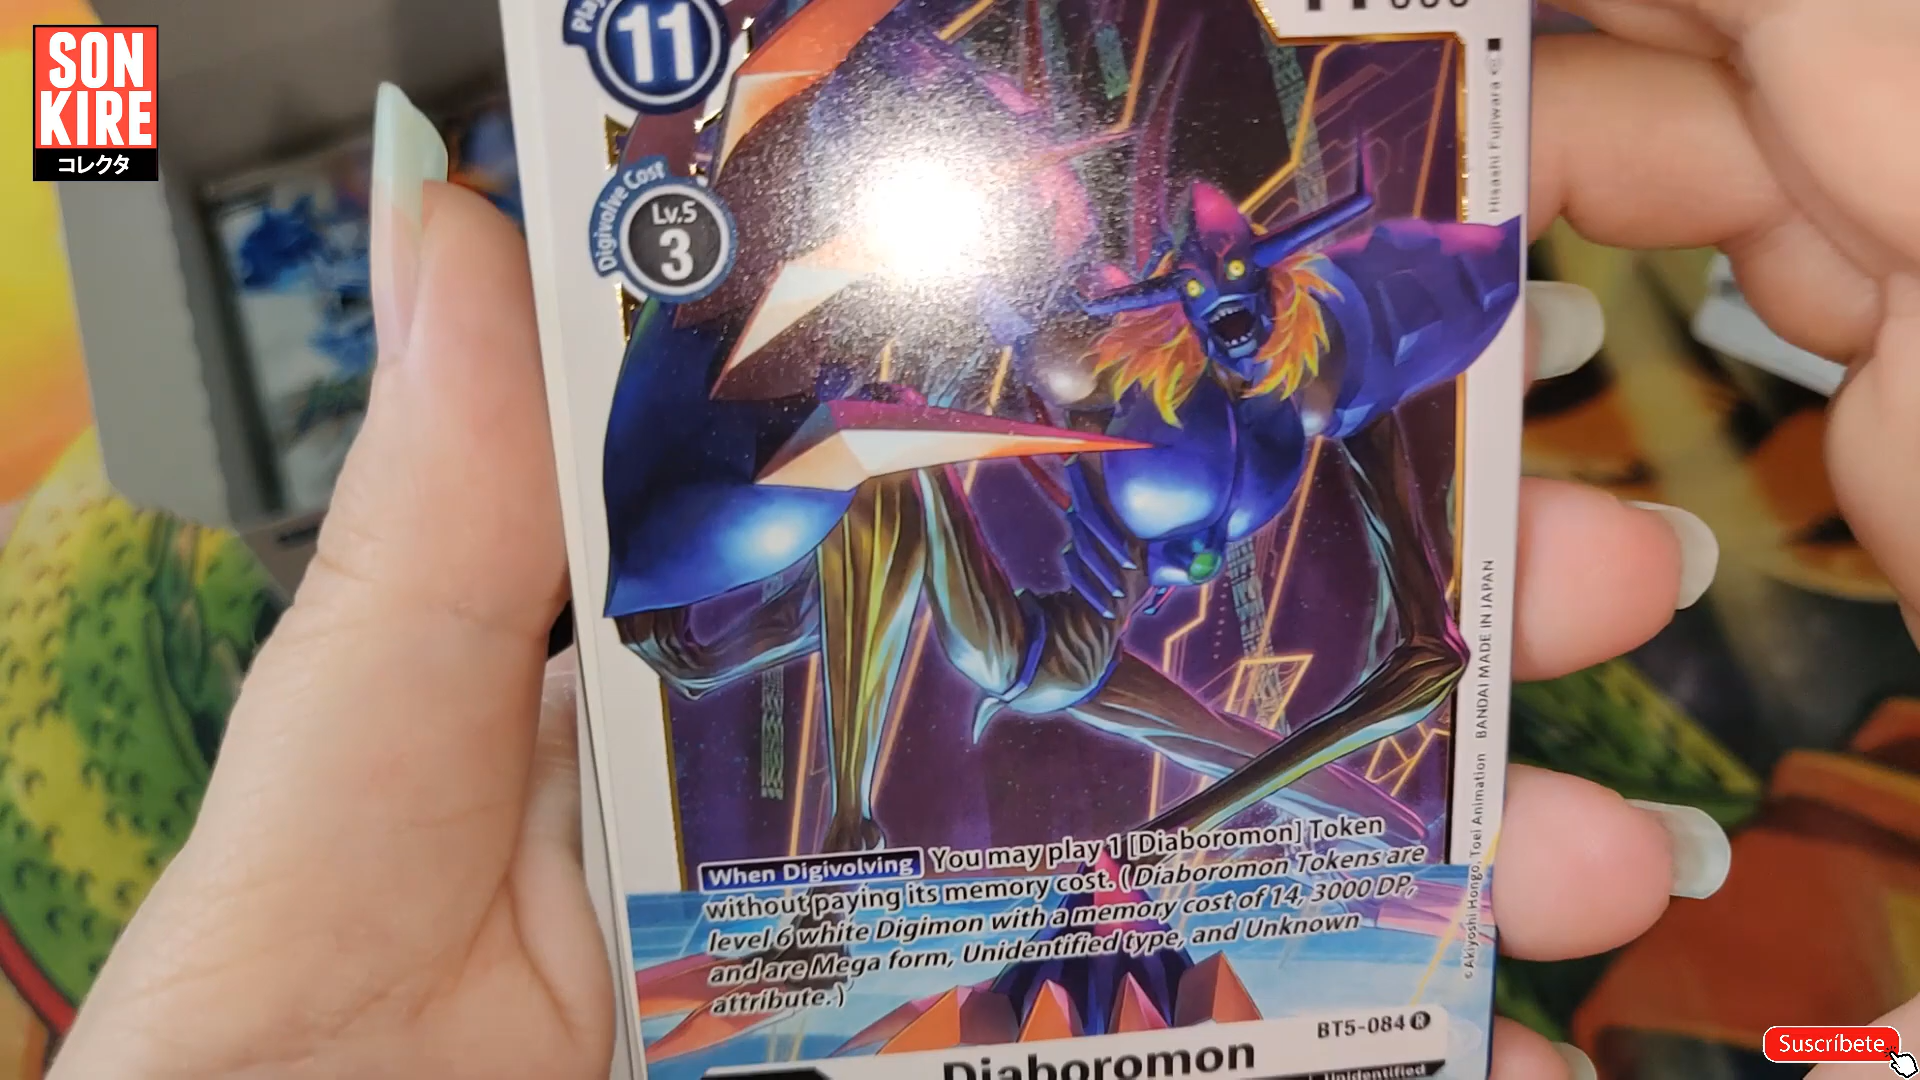 SON
KIRE
コレクタ
Play
11
Digivolve Cost
Lv.5
3
Hisashi Fujiwara
When Digivolving You may play 1 [Diaboromon] Token
without paying its memory cost. (Diaboromon Tokens are
level 6 white Digimon with a memory cost of 14, 3000 DP,
and are Mega form, Unidentified type, and Unknown
attribute.)
©Akiyoshi Hongo, Toei Animation BANDAI MADE IN JAPAN
BT5-084 R
Diaboromon
Unidentified
Suscríbete